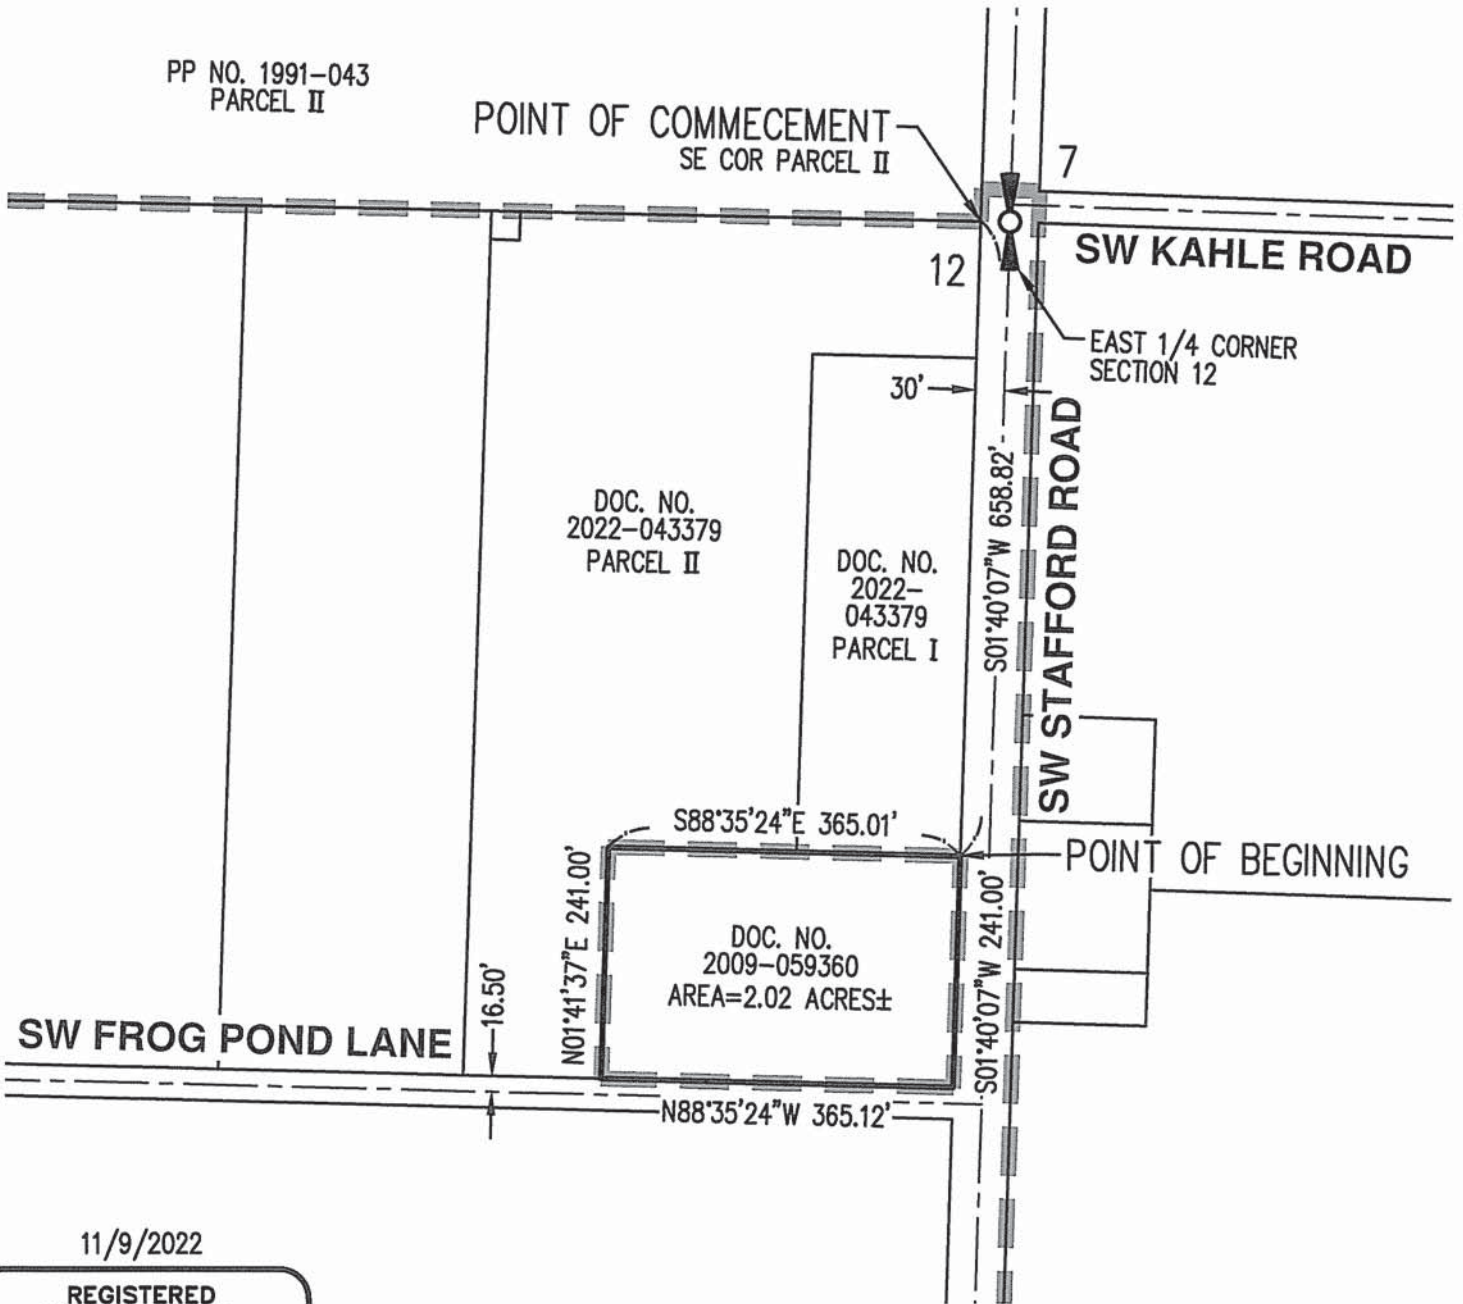 PP NO. 1991-043
PARCEL II
POINT OF COMMECEMENT
SE COR PARCEL II
7
12
SW KAHLE ROAD
EAST 1/4 CORNER
SECTION 12
30'
DOC. NO.
2022-043379
PARCEL II
DOC. NO.
2022-
043379
PARCEL I
S01°40'07"W 658.82'
SW STAFFORD ROAD
S88°35'24"E 365.01'
POINT OF BEGINNING
N01°41'37"E 241.00'
DOC. NO.
2009-059360
AREA=2.02 ACRES±
S01°40'07"W 241.00'
16.50'
SW FROG POND LANE
N88°35'24"W 365.12'
11/9/2022
REGISTERED